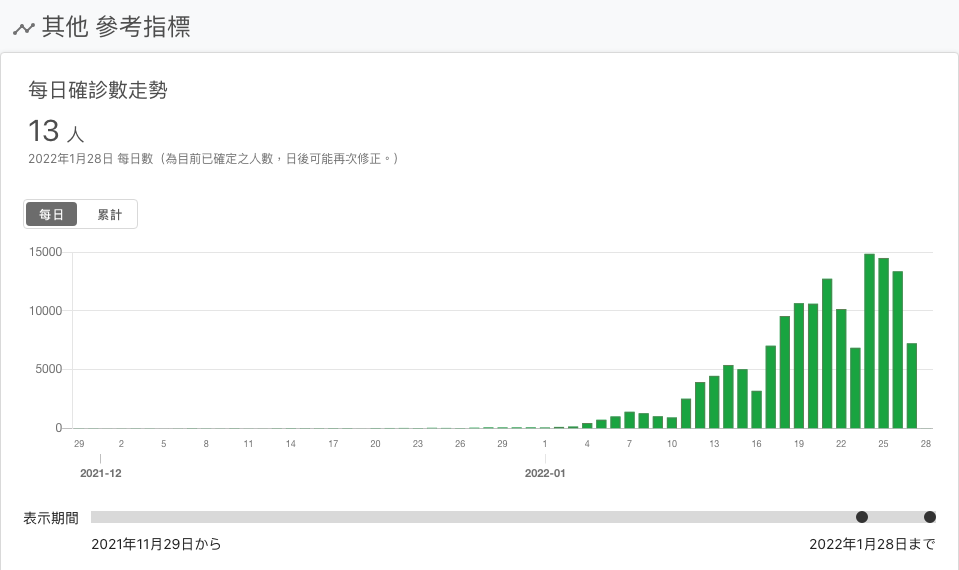 其他 參考指標
每日確診數走勢
13 人
2022年1月28日 每日數（為目前已確定之人數，日後可能再次修正。）
每日 累計
15000
10000
5000
0
29 2 5 8 11 14 17 20 23 26 29 1 4 7 10 13 16 19 22 25 28
2021-12 2022-01
表示期間
2021年11月29日から 2022年1月28日まで